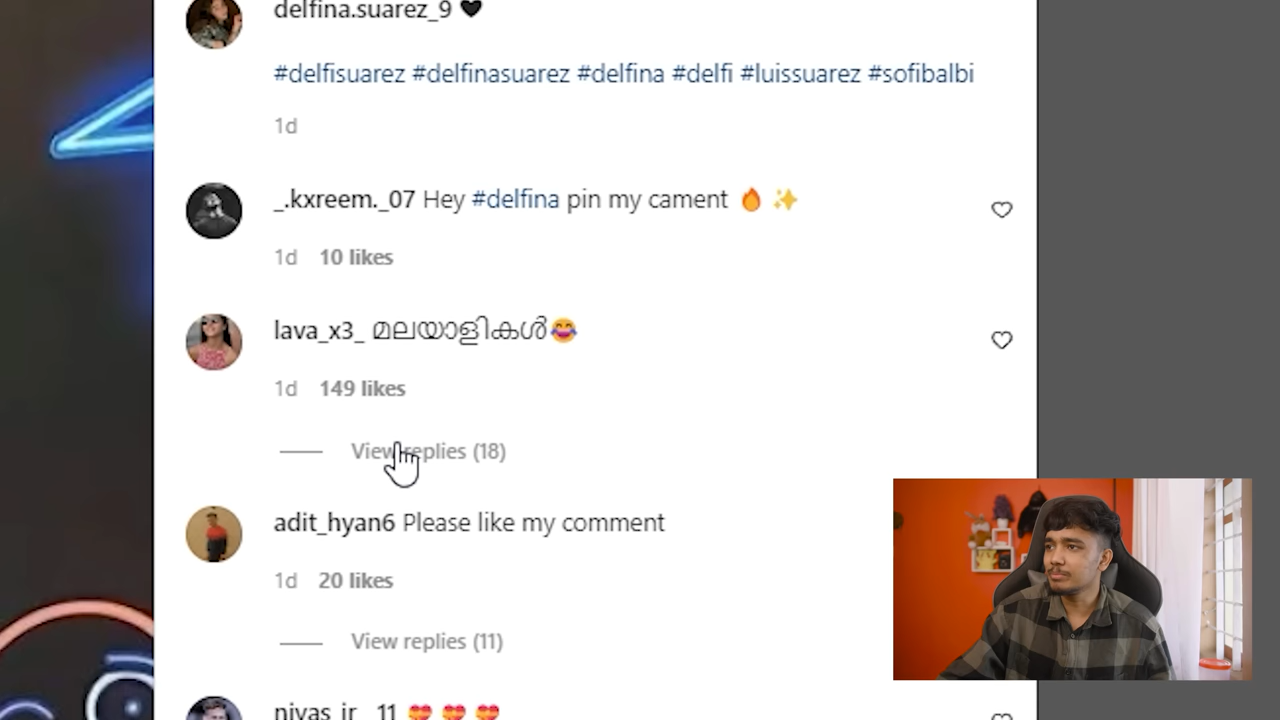 delfina.suarez_9 🖤
#delfisuarez #delfinasuarez #delfina #delfi #luissuarez #sofibalbi
1d
_.kxreem._07 Hey #delfina pin my cament 🔥 ✨
1d 10 likes
lava_x3_ മലയാളികൾ😂
1d 149 likes
View replies (18)
adit_hyan6 Please like my comment
1d 20 likes
View replies (11)
nivas_jr__11 💝 💝 💝